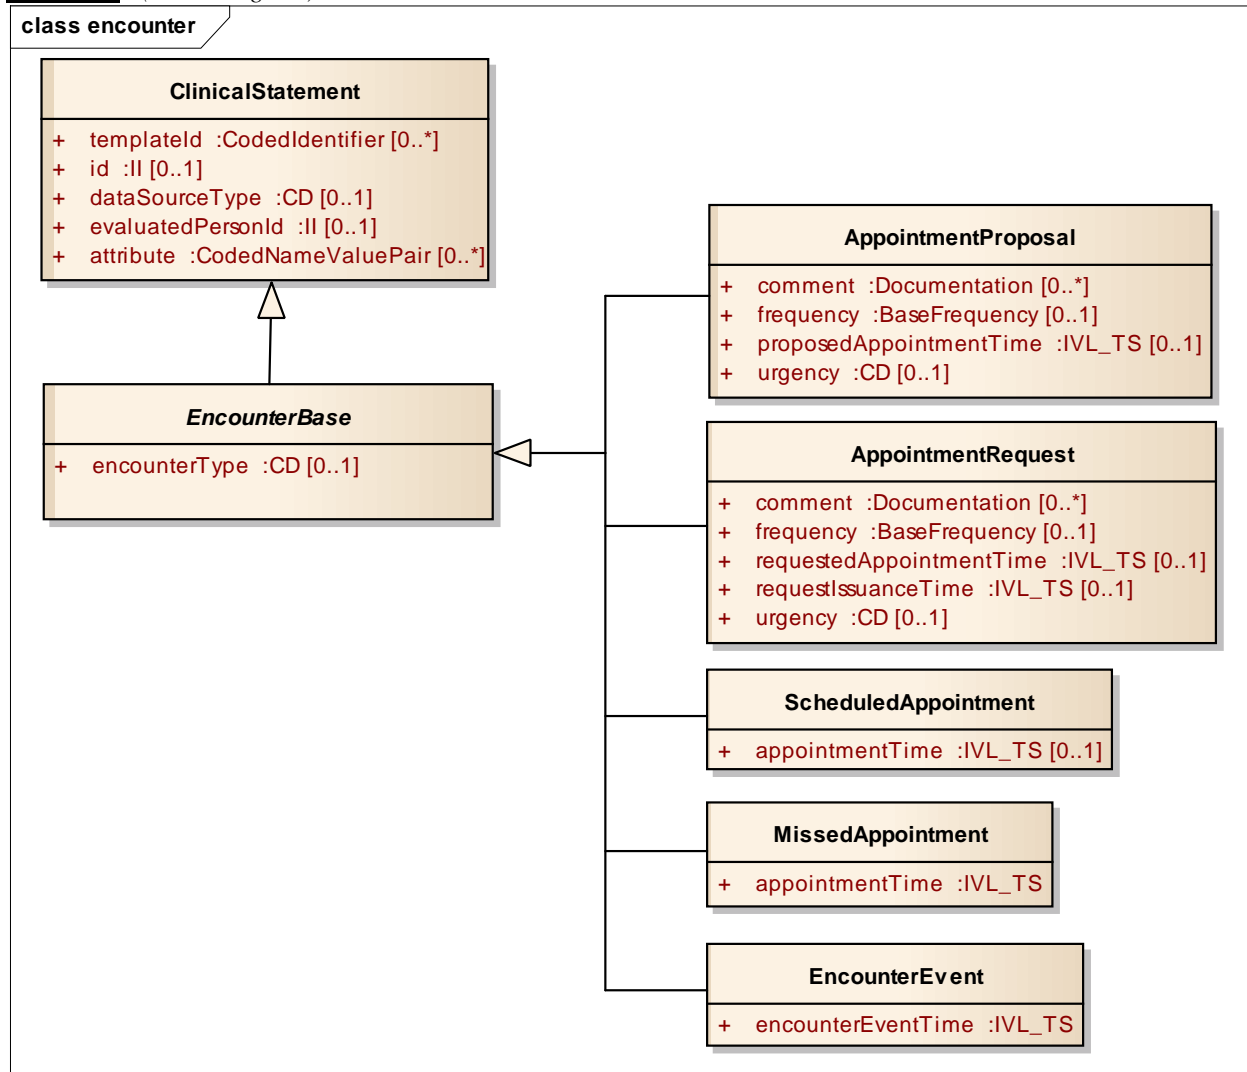 class encounter
ClinicalStatement
+ templateId :CodedIdentifier [0..*]
+ id :II [0..1]
+ dataSourceType :CD [0..1]
+ evaluatedPersonId :II [0..1]
+ attribute :CodedNameValuePair [0..*]
EncounterBase
+ encounterType :CD [0..1]
AppointmentProposal
+ comment :Documentation [0..*]
+ frequency :BaseFrequency [0..1]
+ proposedAppointmentTime :IVL_TS [0..1]
+ urgency :CD [0..1]
AppointmentRequest
+ comment :Documentation [0..*]
+ frequency :BaseFrequency [0..1]
+ requestedAppointmentTime :IVL_TS [0..1]
+ requestIssuanceTime :IVL_TS [0..1]
+ urgency :CD [0..1]
ScheduledAppointment
+ appointmentTime :IVL_TS [0..1]
MissedAppointment
+ appointmentTime :IVL_TS
EncounterEvent
+ encounterEventTime :IVL_TS